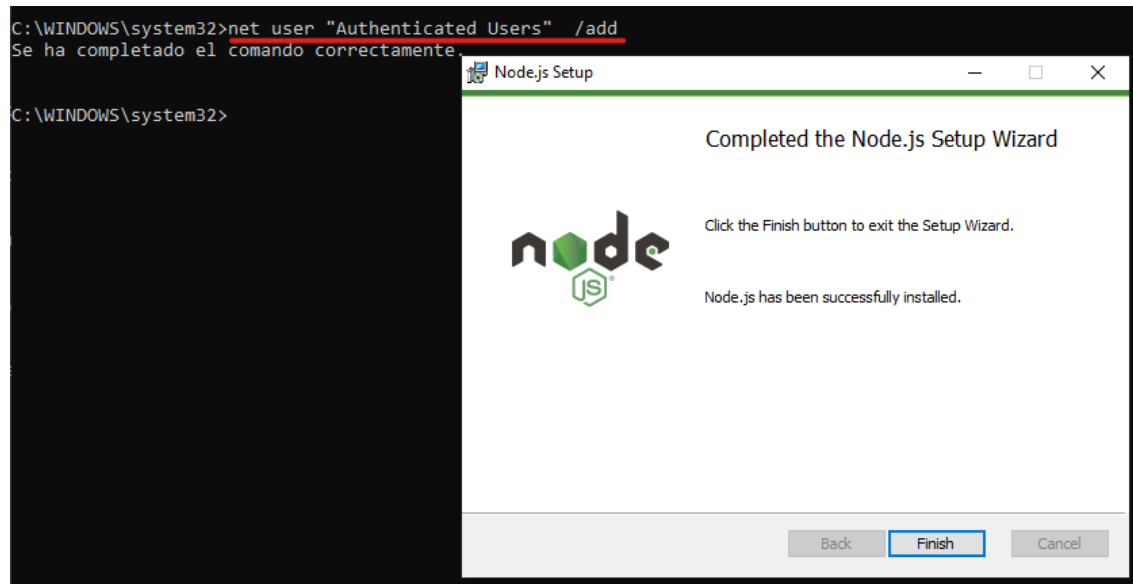 C:\WINDOWS\system32>net user "Authenticated Users"  /add
Se ha completado el comando correctamente.
C:\WINDOWS\system32>
Node.js Setup
Completed the Node.js Setup Wizard
Click the Finish button to exit the Setup Wizard.
node
JS
Node.js has been successfully installed.
Back
Finish
Cancel